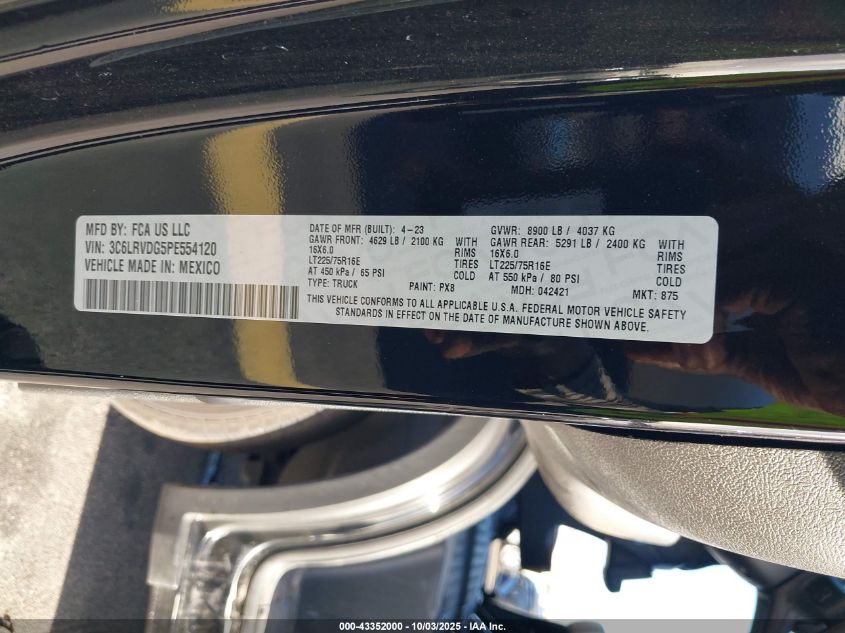 MFD BY: FCA US LLC
VIN: 3C6LRVDG5PE554120
VEHICLE MADE IN: MEXICO
DATE OF MFR (BUILT): 4-23
GAWR FRONT: 4629 LB / 2100 KG WITH
16X6.0 RIMS
LT225/75R16E TIRES
AT 450 kPa / 65 PSI COLD
TYPE: TRUCK PAINT: PX8
GVWR: 8900 LB / 4037 KG
GAWR REAR: 5291 LB / 2400 KG WITH
16X6.0 RIMS
LT225/75R16E TIRES
AT 550 kPa / 80 PSI COLD
MDH: 042421 MKT: 875
THIS VEHICLE CONFORMS TO ALL APPLICABLE U.S.A. FEDERAL MOTOR VEHICLE SAFETY
STANDARDS IN EFFECT ON THE DATE OF MANUFACTURE SHOWN ABOVE.
000-43352000 - 10/03/2025 - IAA Inc.